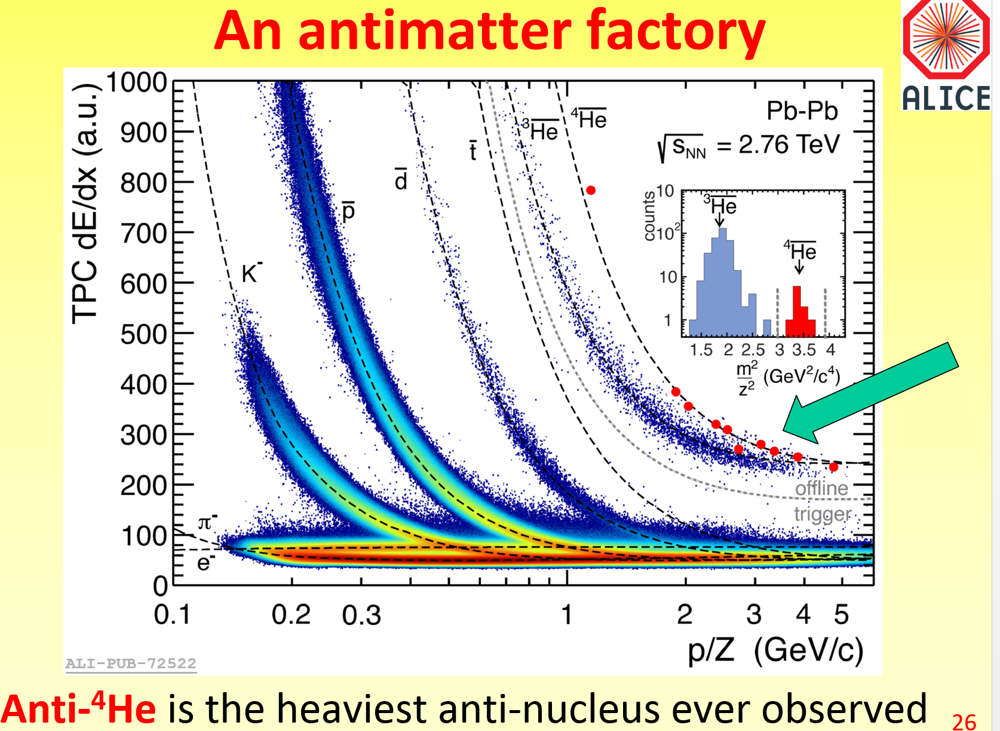 An antimatter factory
ALICE
TPC dE/dx (a.u.)
1000
900
800
700
600
500
400
300
200
100
0
0.1 0.2 0.3 1 2 3 4 5
p/Z (GeV/c)
K⁻
π⁻
e⁻
p̄
d̄
t̄
³H̅e̅
⁴H̅e̅
Pb-Pb
√sNN = 2.76 TeV
counts
10
10²
10
1
³H̅e̅
⁴H̅e̅
1.5 2 2.5 3 3.5 4
m²/z² (GeV²/c⁴)
offline
trigger
ALI-PUB-72522
Anti-⁴He is the heaviest anti-nucleus ever observed
26